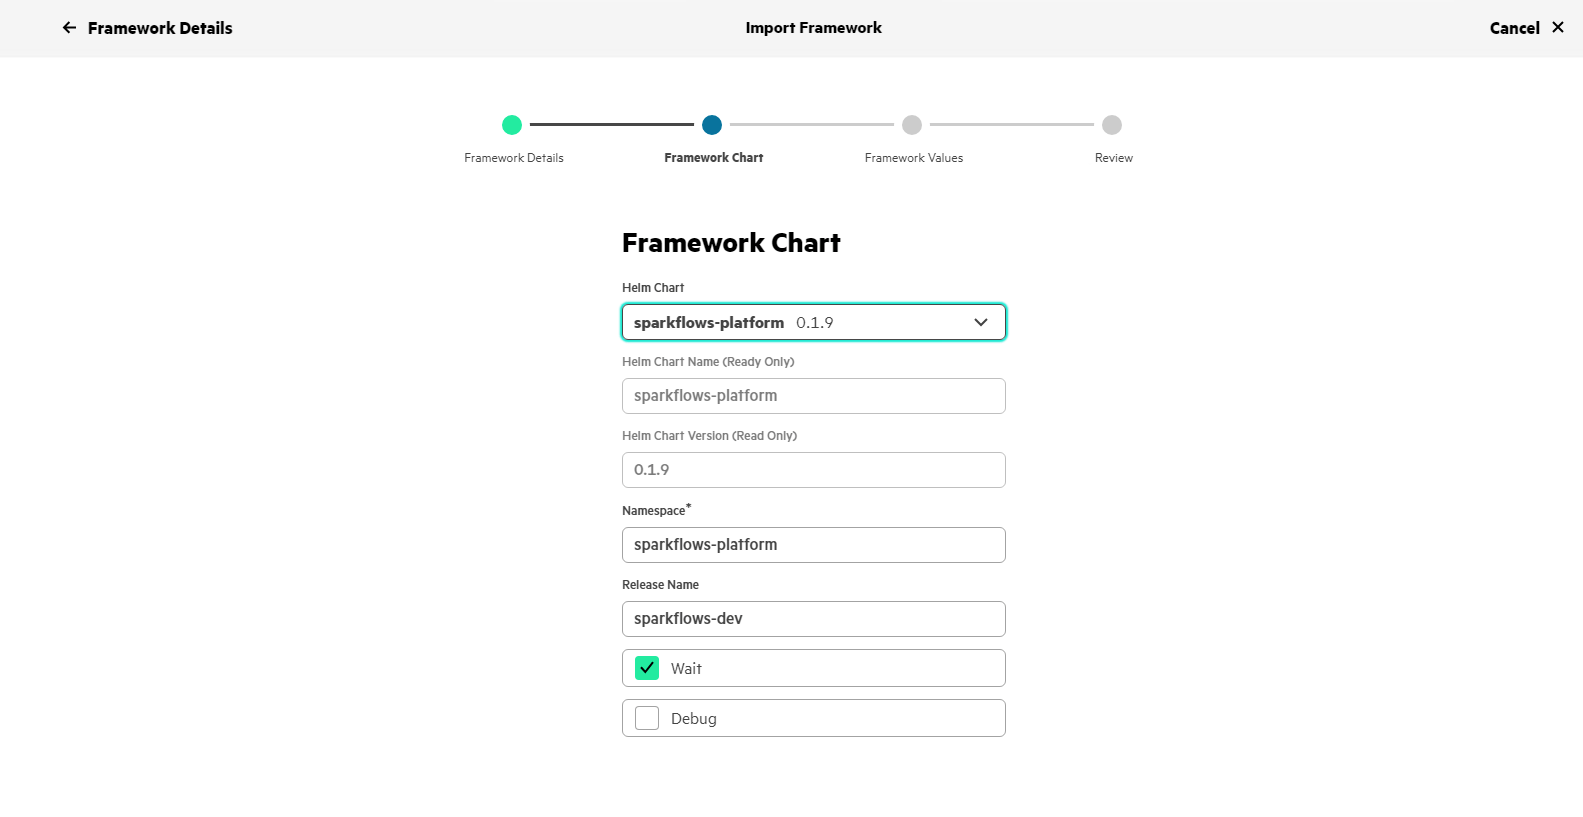 Framework Details
Import Framework
Cancel
Framework Details
Framework Chart
Framework Values
Review
Framework Chart
Helm Chart
sparkflows-platform 0.1.9
Helm Chart Name (Ready Only)
sparkflows-platform
Helm Chart Version (Read Only)
0.1.9
Namespace*
sparkflows-platform
Release Name
sparkflows-dev
Wait
Debug